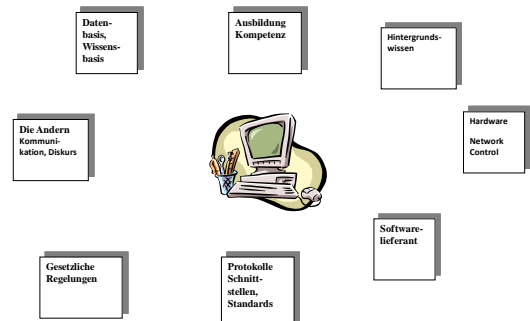 Daten-
basis,
Wissens-
basis
Ausbildung
Kompetenz
Hintergrunds-
wissen
Die Andern
Kommuni-
kation, Diskurs
Hardware
Network
Control
Software-
lieferant
Gesetzliche
Regelungen
Protokolle
Schnitt-
stellen,
Standards